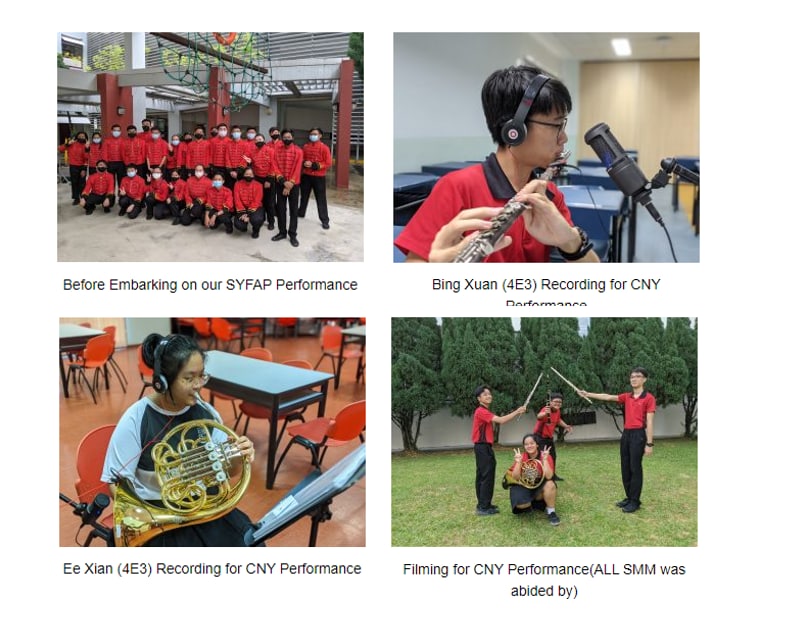 Before Embarking on our SYFAP Performance
Bing Xuan (4E3) Recording for CNY
Performance
Ee Xian (4E3) Recording for CNY Performance
Filming for CNY Performance(ALL SMM was
abided by)